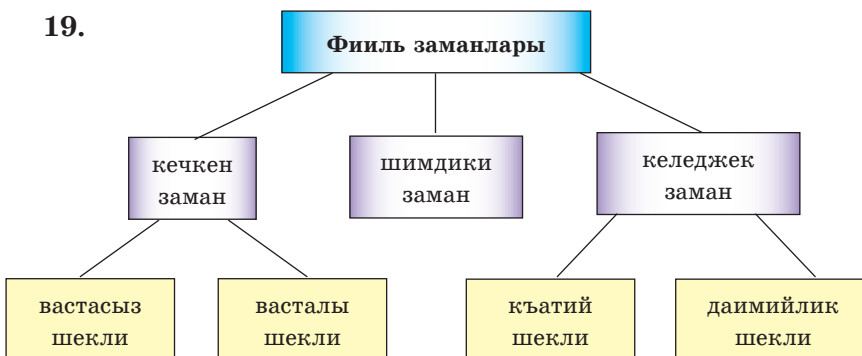 19.
Фииль заманлары
кечкен
заман
шимдики
заман
келеджек
заман
вастасыз
шекли
васталы
шекли
къатий
шекли
даимийлик
шекли